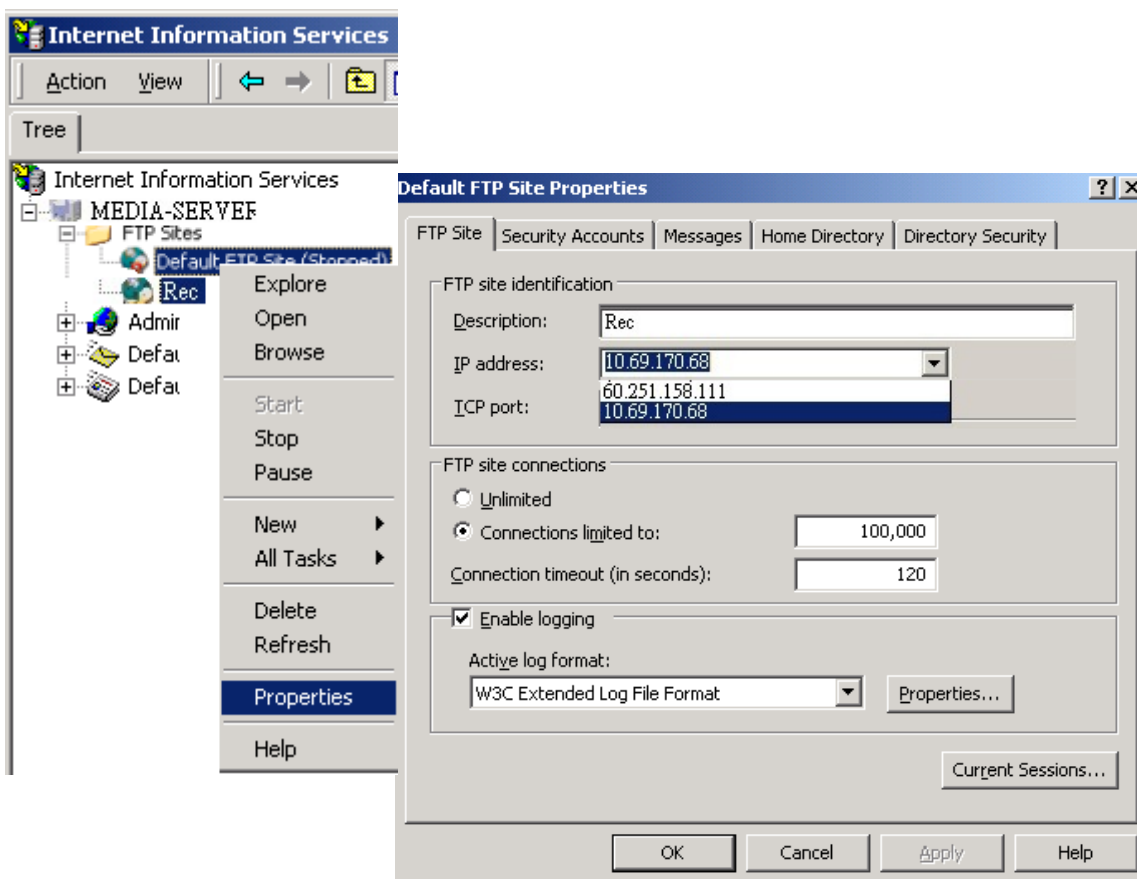 Internet Information Services
Action View
Tree
Internet Information Services
MEDIA-SERVER
FTP Sites
Default FTP Site (Stopped)
Rec
Admir
Defau
Defau
Explore
Open
Browse
Start
Stop
Pause
New
All Tasks
Delete
Refresh
Properties
Help
Default FTP Site Properties
FTP Site Security Accounts Messages Home Directory Directory Security
FTP site identification
Description: Rec
IP address: 10.69.170.68
60.251.158.111
TCP port: 10.69.170.68
FTP site connections
Unlimited
Connections limited to: 100,000
Connection timeout (in seconds): 120
Enable logging
Active log format:
W3C Extended Log File Format Properties...
Current Sessions...
OK Cancel Apply Help